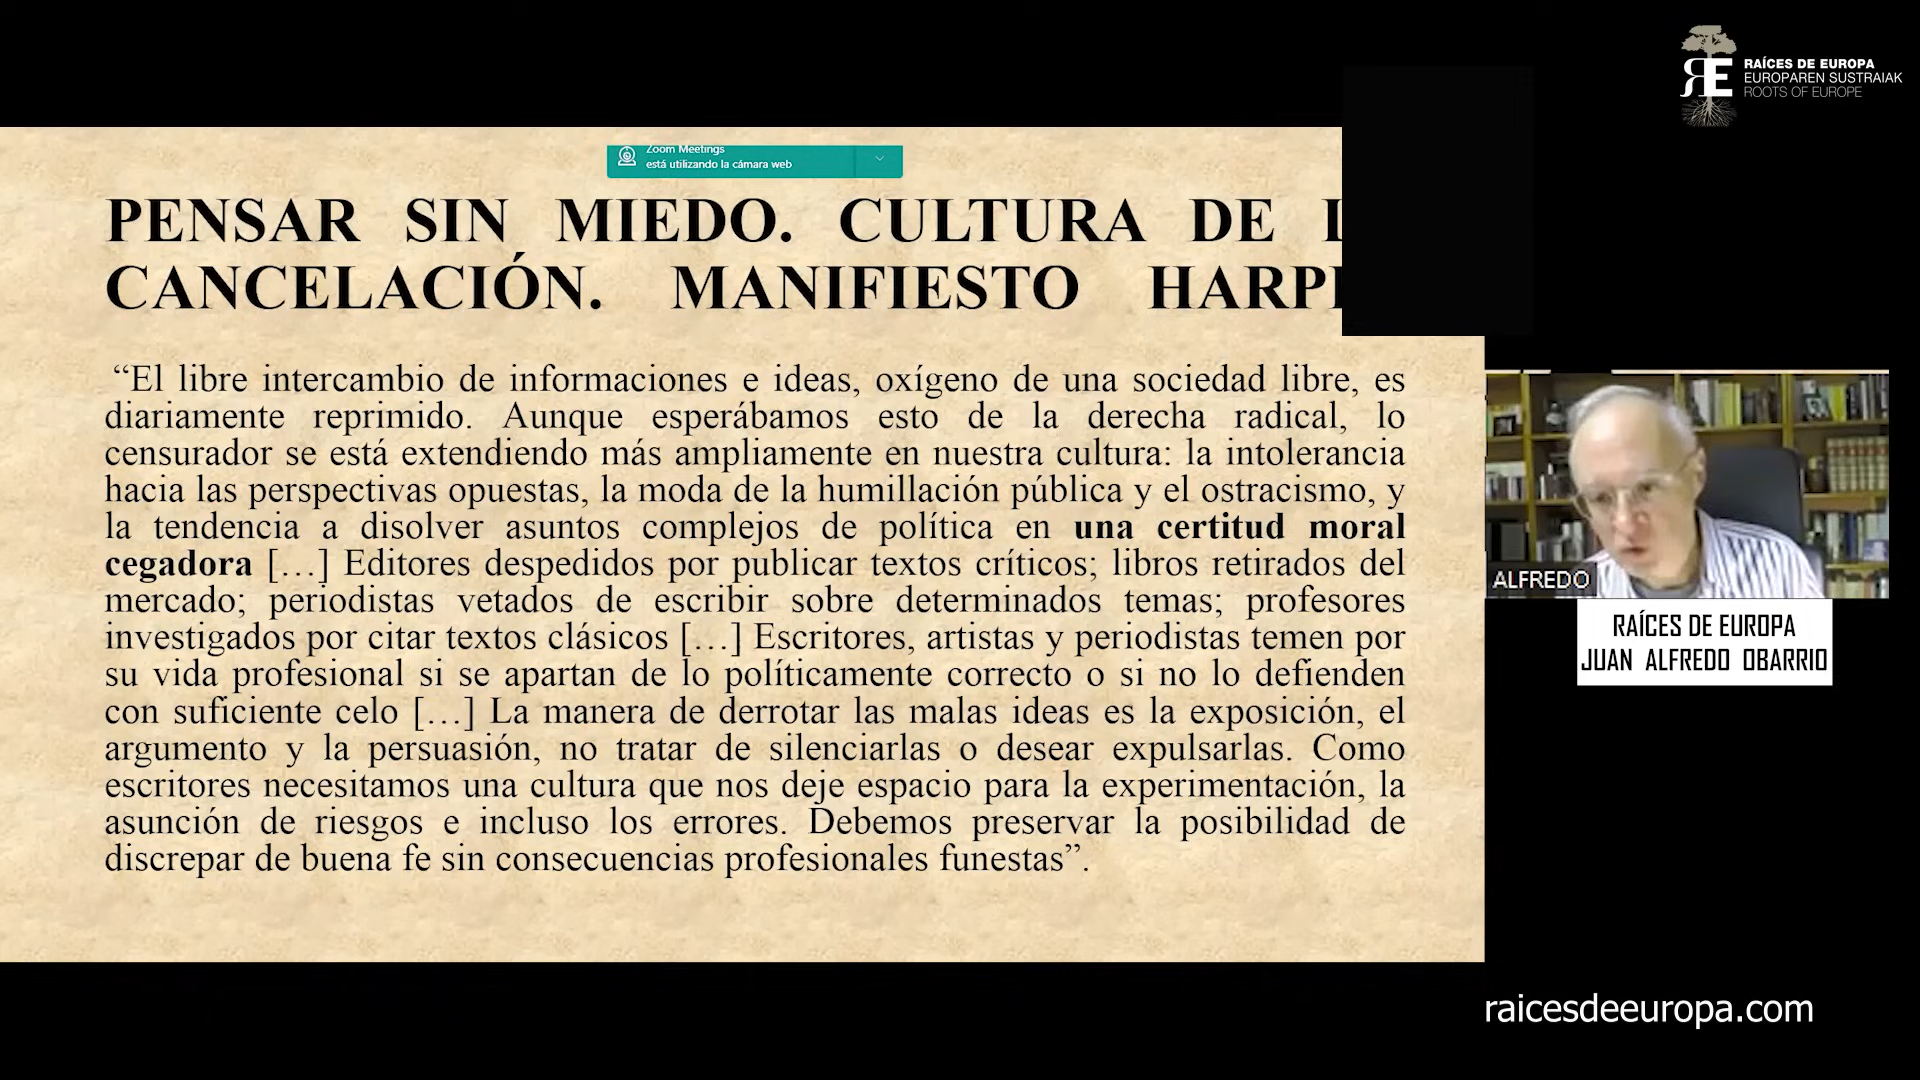 RAÍCES DE EUROPA
EUROPAREN SUSTRAIAK
ROOTS OF EUROPE
Zoom Meetings
está utilizando la cámara web
PENSAR SIN MIEDO. CULTURA DE
CANCELACIÓN. MANIFIESTO
“El libre intercambio de informaciones e ideas, oxígeno de una sociedad libre, es
diariamente reprimido. Aunque esperábamos esto de la derecha radical, lo
censurador se está extendiendo más ampliamente en nuestra cultura: la intolerancia
hacia las perspectivas opuestas, la moda de la humillación pública y el ostracismo, y
la tendencia a disolver asuntos complejos de política en una certitud moral
cegadora […] Editores despedidos por publicar textos críticos; libros retirados del
mercado; periodistas vetados de escribir sobre determinados temas; profesores
investigados por citar textos clásicos […] Escritores, artistas y periodistas temen por
su vida profesional si se apartan de lo políticamente correcto o si no lo defienden
con suficiente celo […] La manera de derrotar las malas ideas es la exposición, el
argumento y la persuasión, no tratar de silenciarlas o desear expulsarlas. Como
escritores necesitamos una cultura que nos deje espacio para la experimentación, la
asunción de riesgos e incluso los errores. Debemos preservar la posibilidad de
discrepar de buena fe sin consecuencias profesionales funestas”.
ALFREDO
RAÍCES DE EUROPA
JUAN ALFREDO OBARRIO
raicesdeeuropa.com